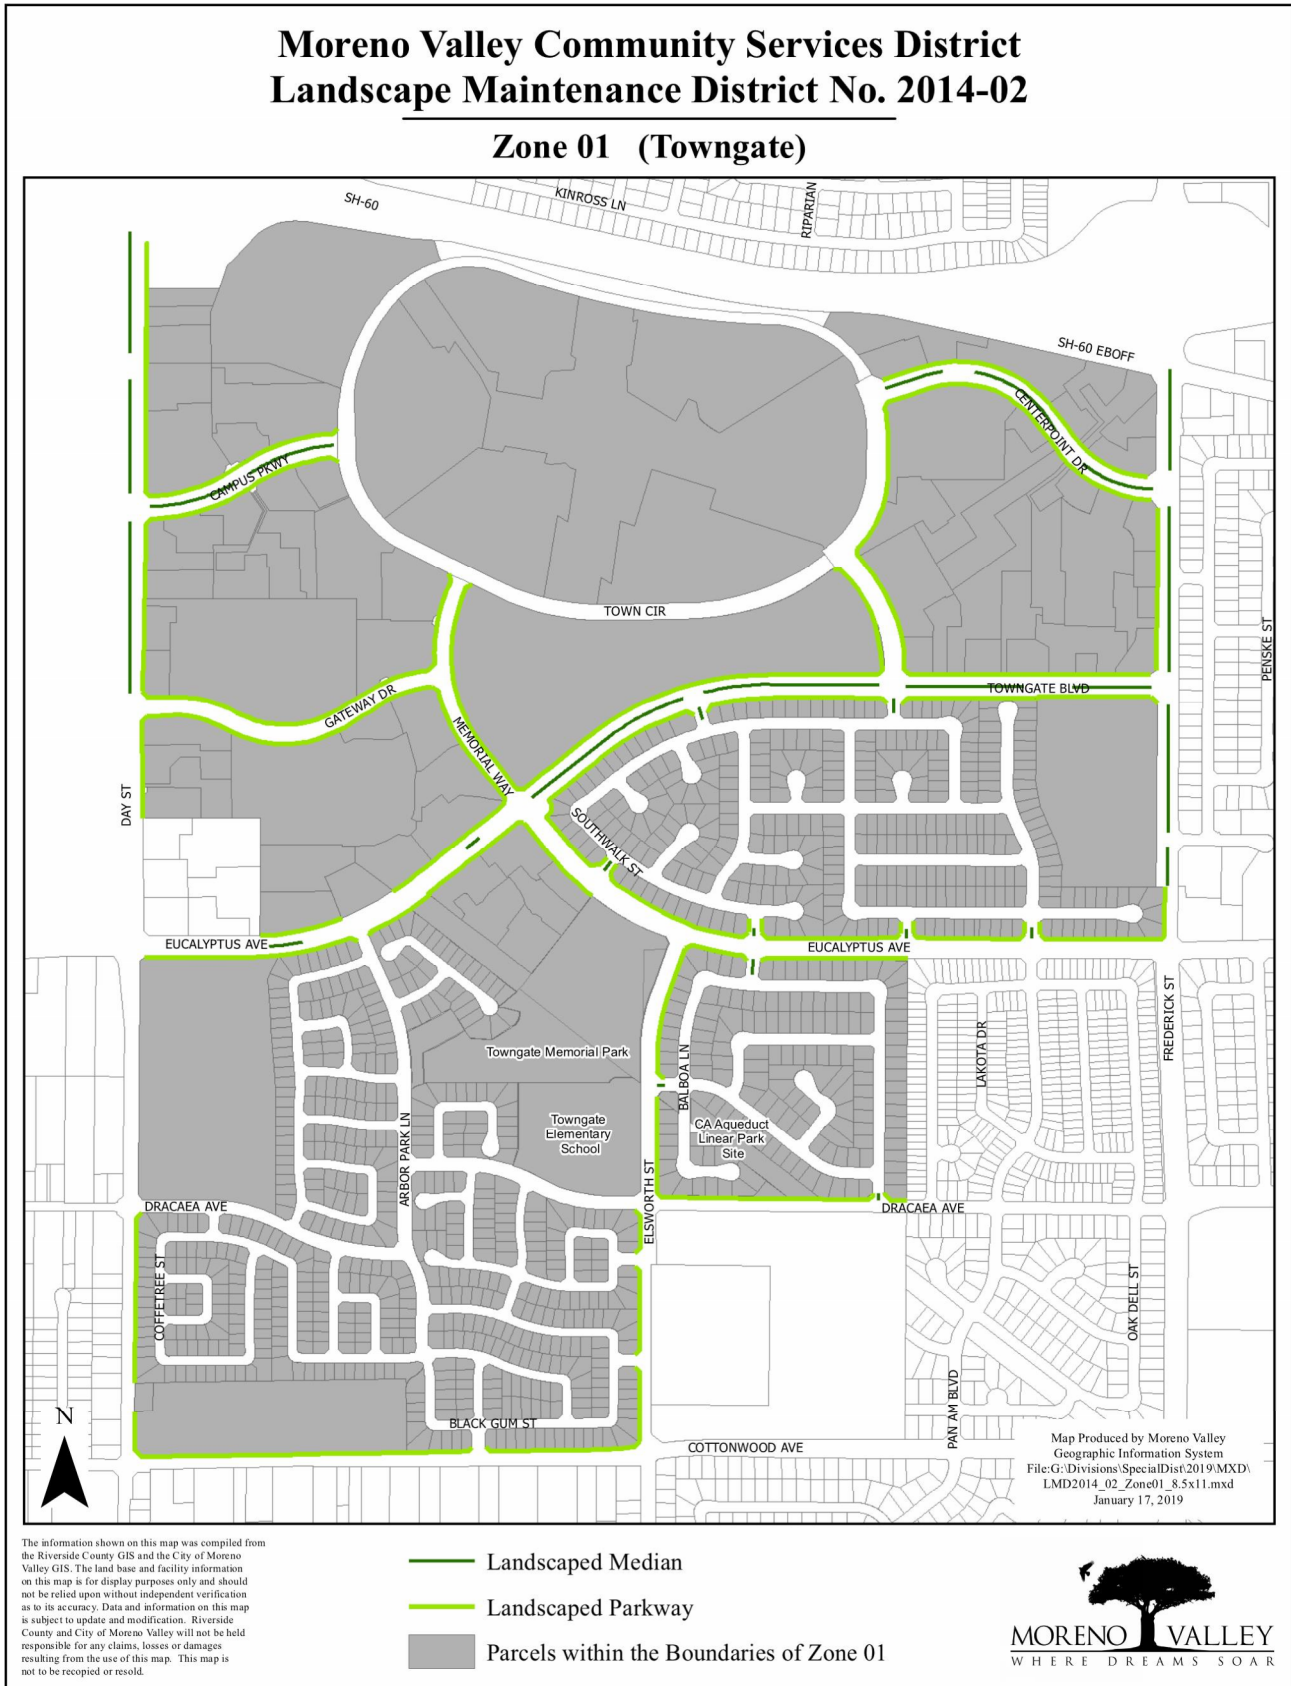 Moreno Valley Community Services District
Landscape Maintenance District No. 2014-02
Zone 01 (Towngate)
SH-60
KINROSS LN
RIPARIAN
SH-60 EBOFF
CENTERPOINT DR
CAMPUS PKWY
TOWN CIR
PENSKE ST
TOWNGATE BLVD
GATEWAY DR
MEMORIAL WAY
DAY ST
SOUTHWALK ST
EUCALYPTUS AVE
EUCALYPTUS AVE
FREDERICK ST
LAKOTA DR
Towngate Memorial Park
BALBOA LN
Towngate
Elementary
School
CA Aqueduct
Linear Park
Site
ARBOR PARK LN
ELSWORTH ST
DRACAEA AVE
DRACAEA AVE
COFFETREE ST
OAK DELL ST
PAN AM BLVD
BLACK GUM ST
COTTONWOOD AVE
N
Map Produced by Moreno Valley
Geographic Information System
File:G:\Divisions\SpecialDist\2019\MXD\
LMD2014_02_Zone01_8.5x11.mxd
January 17, 2019
The information shown on this map was compiled from
the Riverside County GIS and the City of Moreno
Valley GIS. The land base and facility information
on this map is for display purposes only and should
not be relied upon without independent verification
as to its accuracy. Data and information on this map
is subject to update and modification. Riverside
County and City of Moreno Valley will not be held
responsible for any claims, losses or damages
resulting from the use of this map. This map is
not to be recopied or resold.
Landscaped Median
Landscaped Parkway
Parcels within the Boundaries of Zone 01
MORENO VALLEY
WHERE DREAMS SOAR